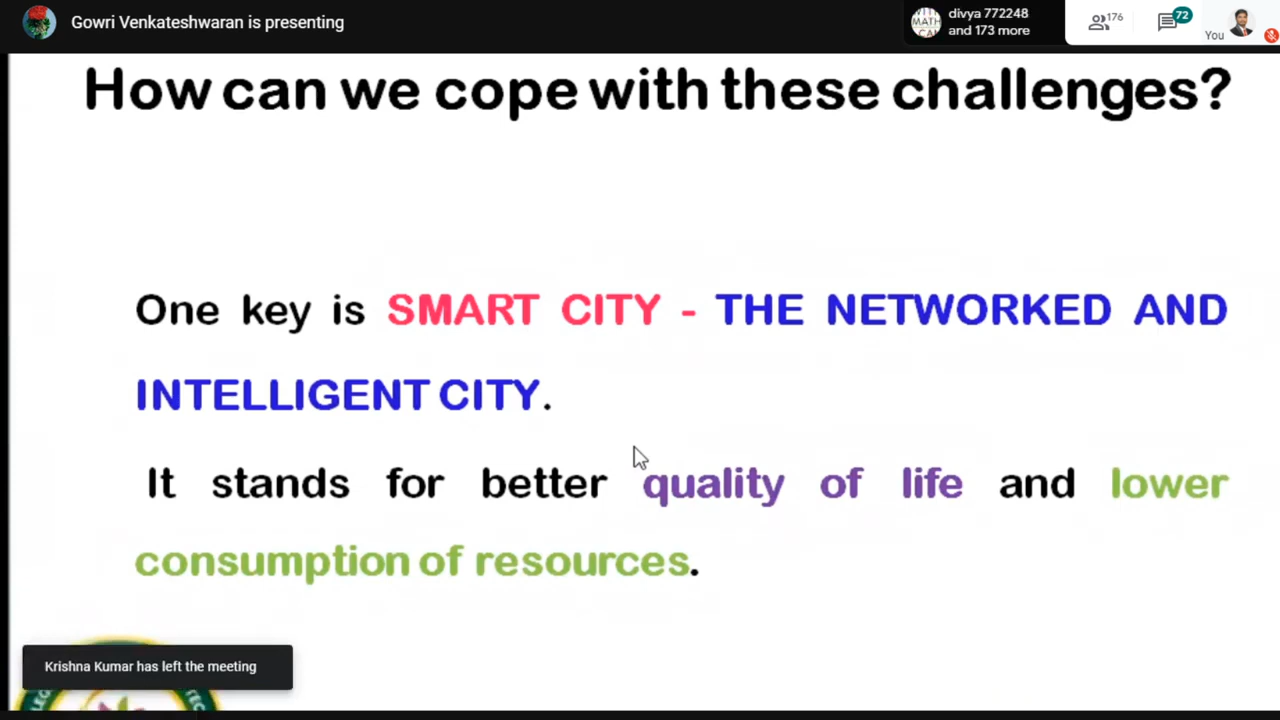 Gowri Venkateshwaran is presenting
divya 772248
and 173 more
176
72
You
How can we cope with these challenges?
One key is SMART CITY - THE NETWORKED AND
INTELLIGENT CITY.
It stands for better quality of life and lower
consumption of resources.
Krishna Kumar has left the meeting